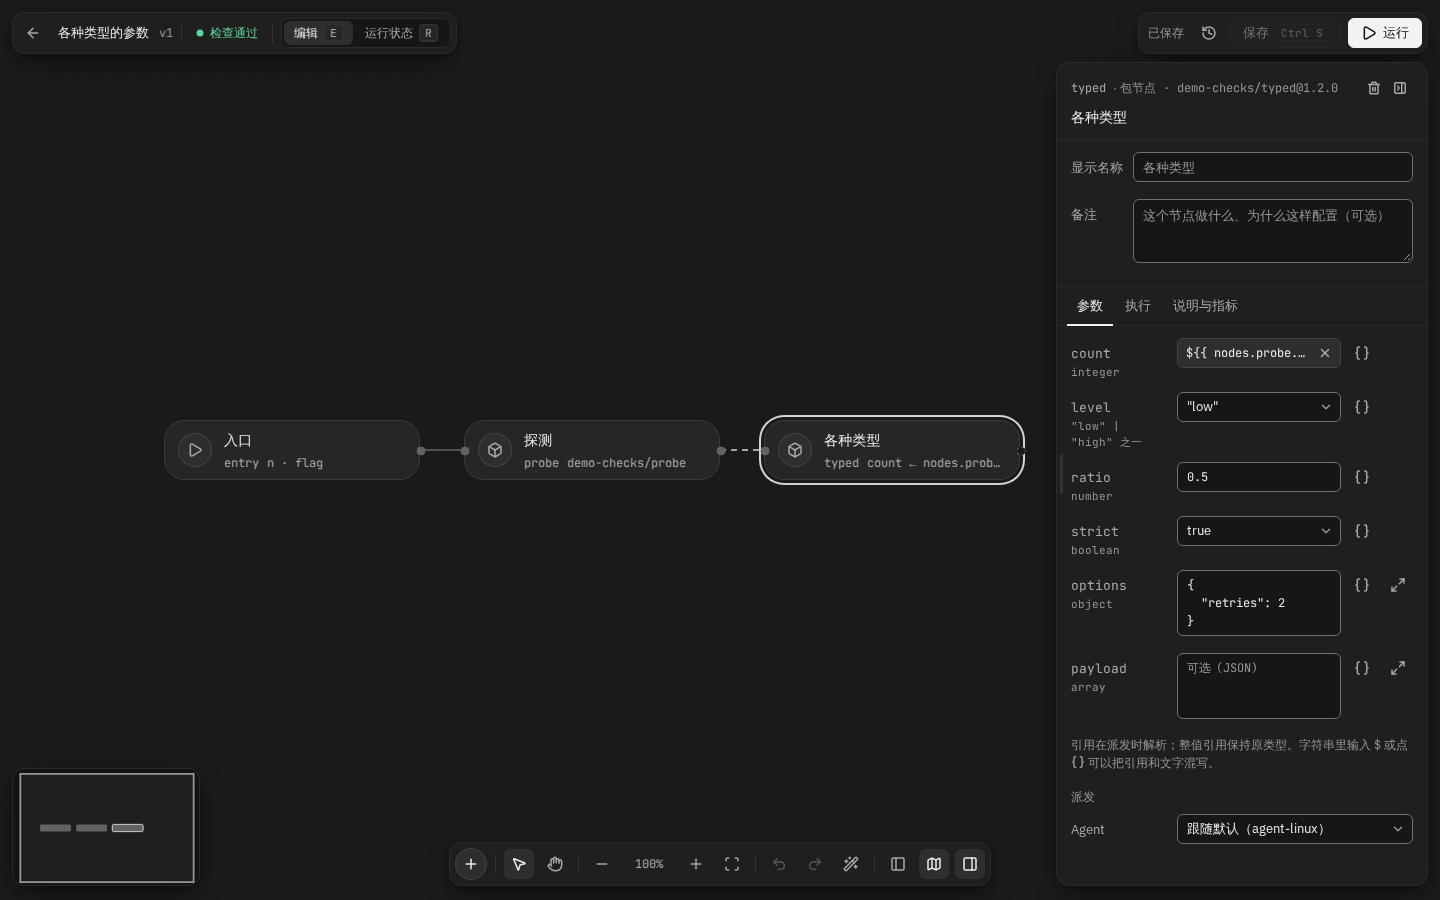 各种类型的参数 v1 检查通过 编辑 E 运行状态 R
已保存 保存 Ctrl S 运行
typed · 包节点 · demo-checks/typed@1.2.0
各种类型
显示名称 各种类型
备注 这个节点做什么、为什么这样配置（可选）
参数 执行 说明与指标
count ${{ nodes.probe.…
integer
level "low"
"low" |
"high" 之一
ratio 0.5
number
strict true
boolean
options {
object "retries": 2
}
payload 可选 (JSON)
array
引用在派发时解析；整值引用保持原类型。字符串里输入 $ 或点
{} 可以把引用和文字混写。
派发
Agent 跟随默认（agent-linux）
入口
entry n · flag
探测
probe demo-checks/probe
各种类型
typed count ← nodes.prob…
100%